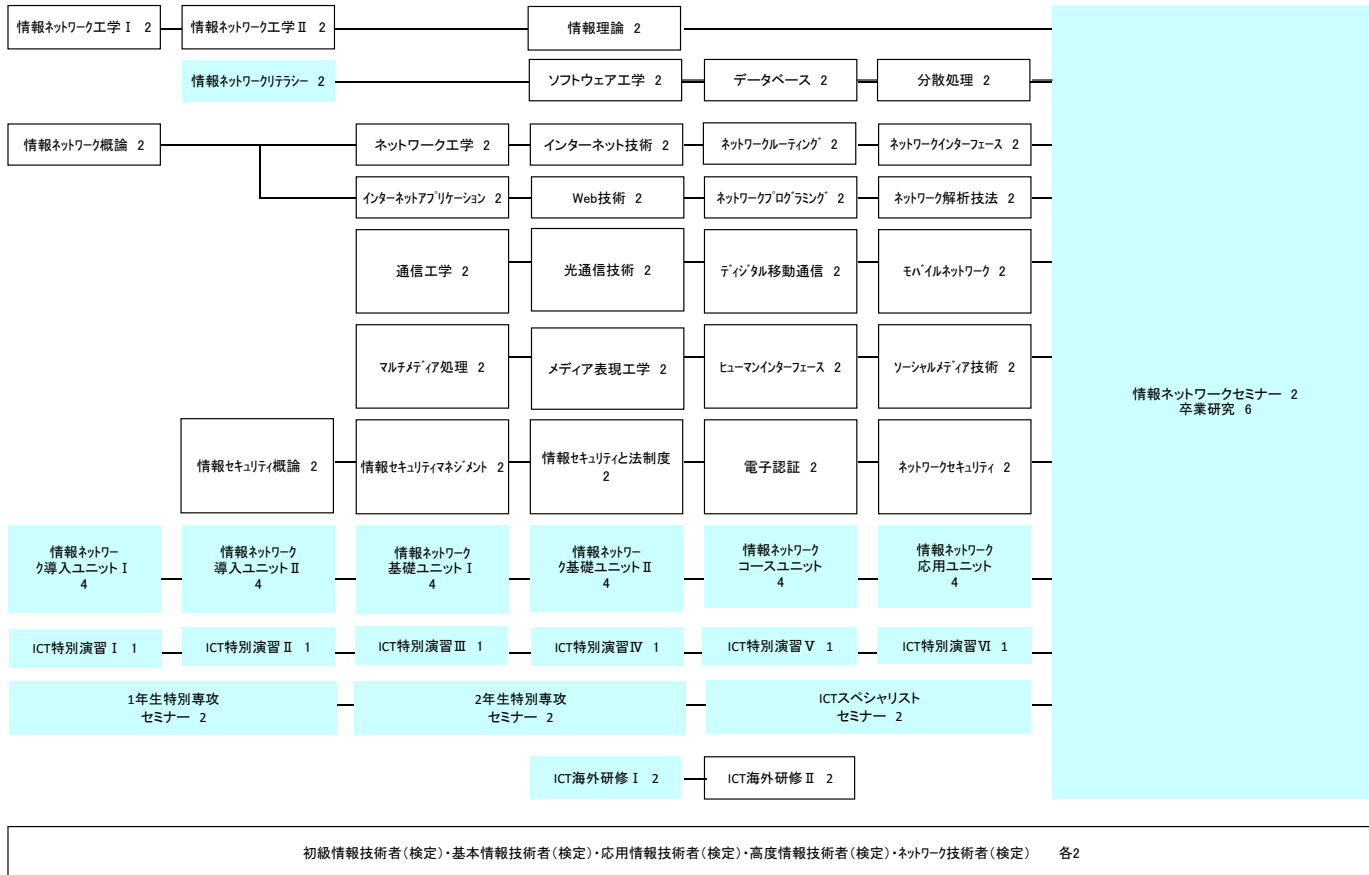 情報ネットワーク工学Ⅰ 2
情報ネットワーク工学Ⅱ 2
情報理論 2
情報ネットワークリテラシー 2
ソフトウェア工学 2
データベース 2
分散処理 2
情報ネットワーク概論 2
ネットワーク工学 2
インターネット技術 2
ネットワークルーティング 2
ネットワークインターフェース 2
インターネットアプリケーション 2
Web技術 2
ネットワークプログラミング 2
ネットワーク解析技法 2
通信工学 2
光通信技術 2
ディジタル移動通信 2
モバイルネットワーク 2
マルチメディア処理 2
メディア表現工学 2
ヒューマンインターフェース 2
ソーシャルメディア技術 2
情報ネットワークセミナー 2
卒業研究 6
情報セキュリティ概論 2
情報セキュリティマネジメント 2
情報セキュリティと法制度
2
電子認証 2
ネットワークセキュリティ 2
情報ネットワー
ク導入ユニットⅠ
4
情報ネットワーク
導入ユニットⅡ
4
情報ネットワーク
基礎ユニットⅠ
4
情報ネットワー
ク基礎ユニットⅡ
4
情報ネットワーク
コースユニット
4
情報ネットワーク
応用ユニット
4
ICT特別演習Ⅰ 1
ICT特別演習Ⅱ 1
ICT特別演習Ⅲ 1
ICT特別演習Ⅳ 1
ICT特別演習Ⅴ 1
ICT特別演習Ⅵ 1
1年生特別専攻
セミナー 2
2年生特別専攻
セミナー 2
ICTスペシャリスト
セミナー 2
ICT海外研修Ⅰ 2
ICT海外研修Ⅱ 2
初級情報技術者(検定)・基本情報技術者(検定)・応用情報技術者(検定)・高度情報技術者(検定)・ネットワーク技術者(検定) 各2